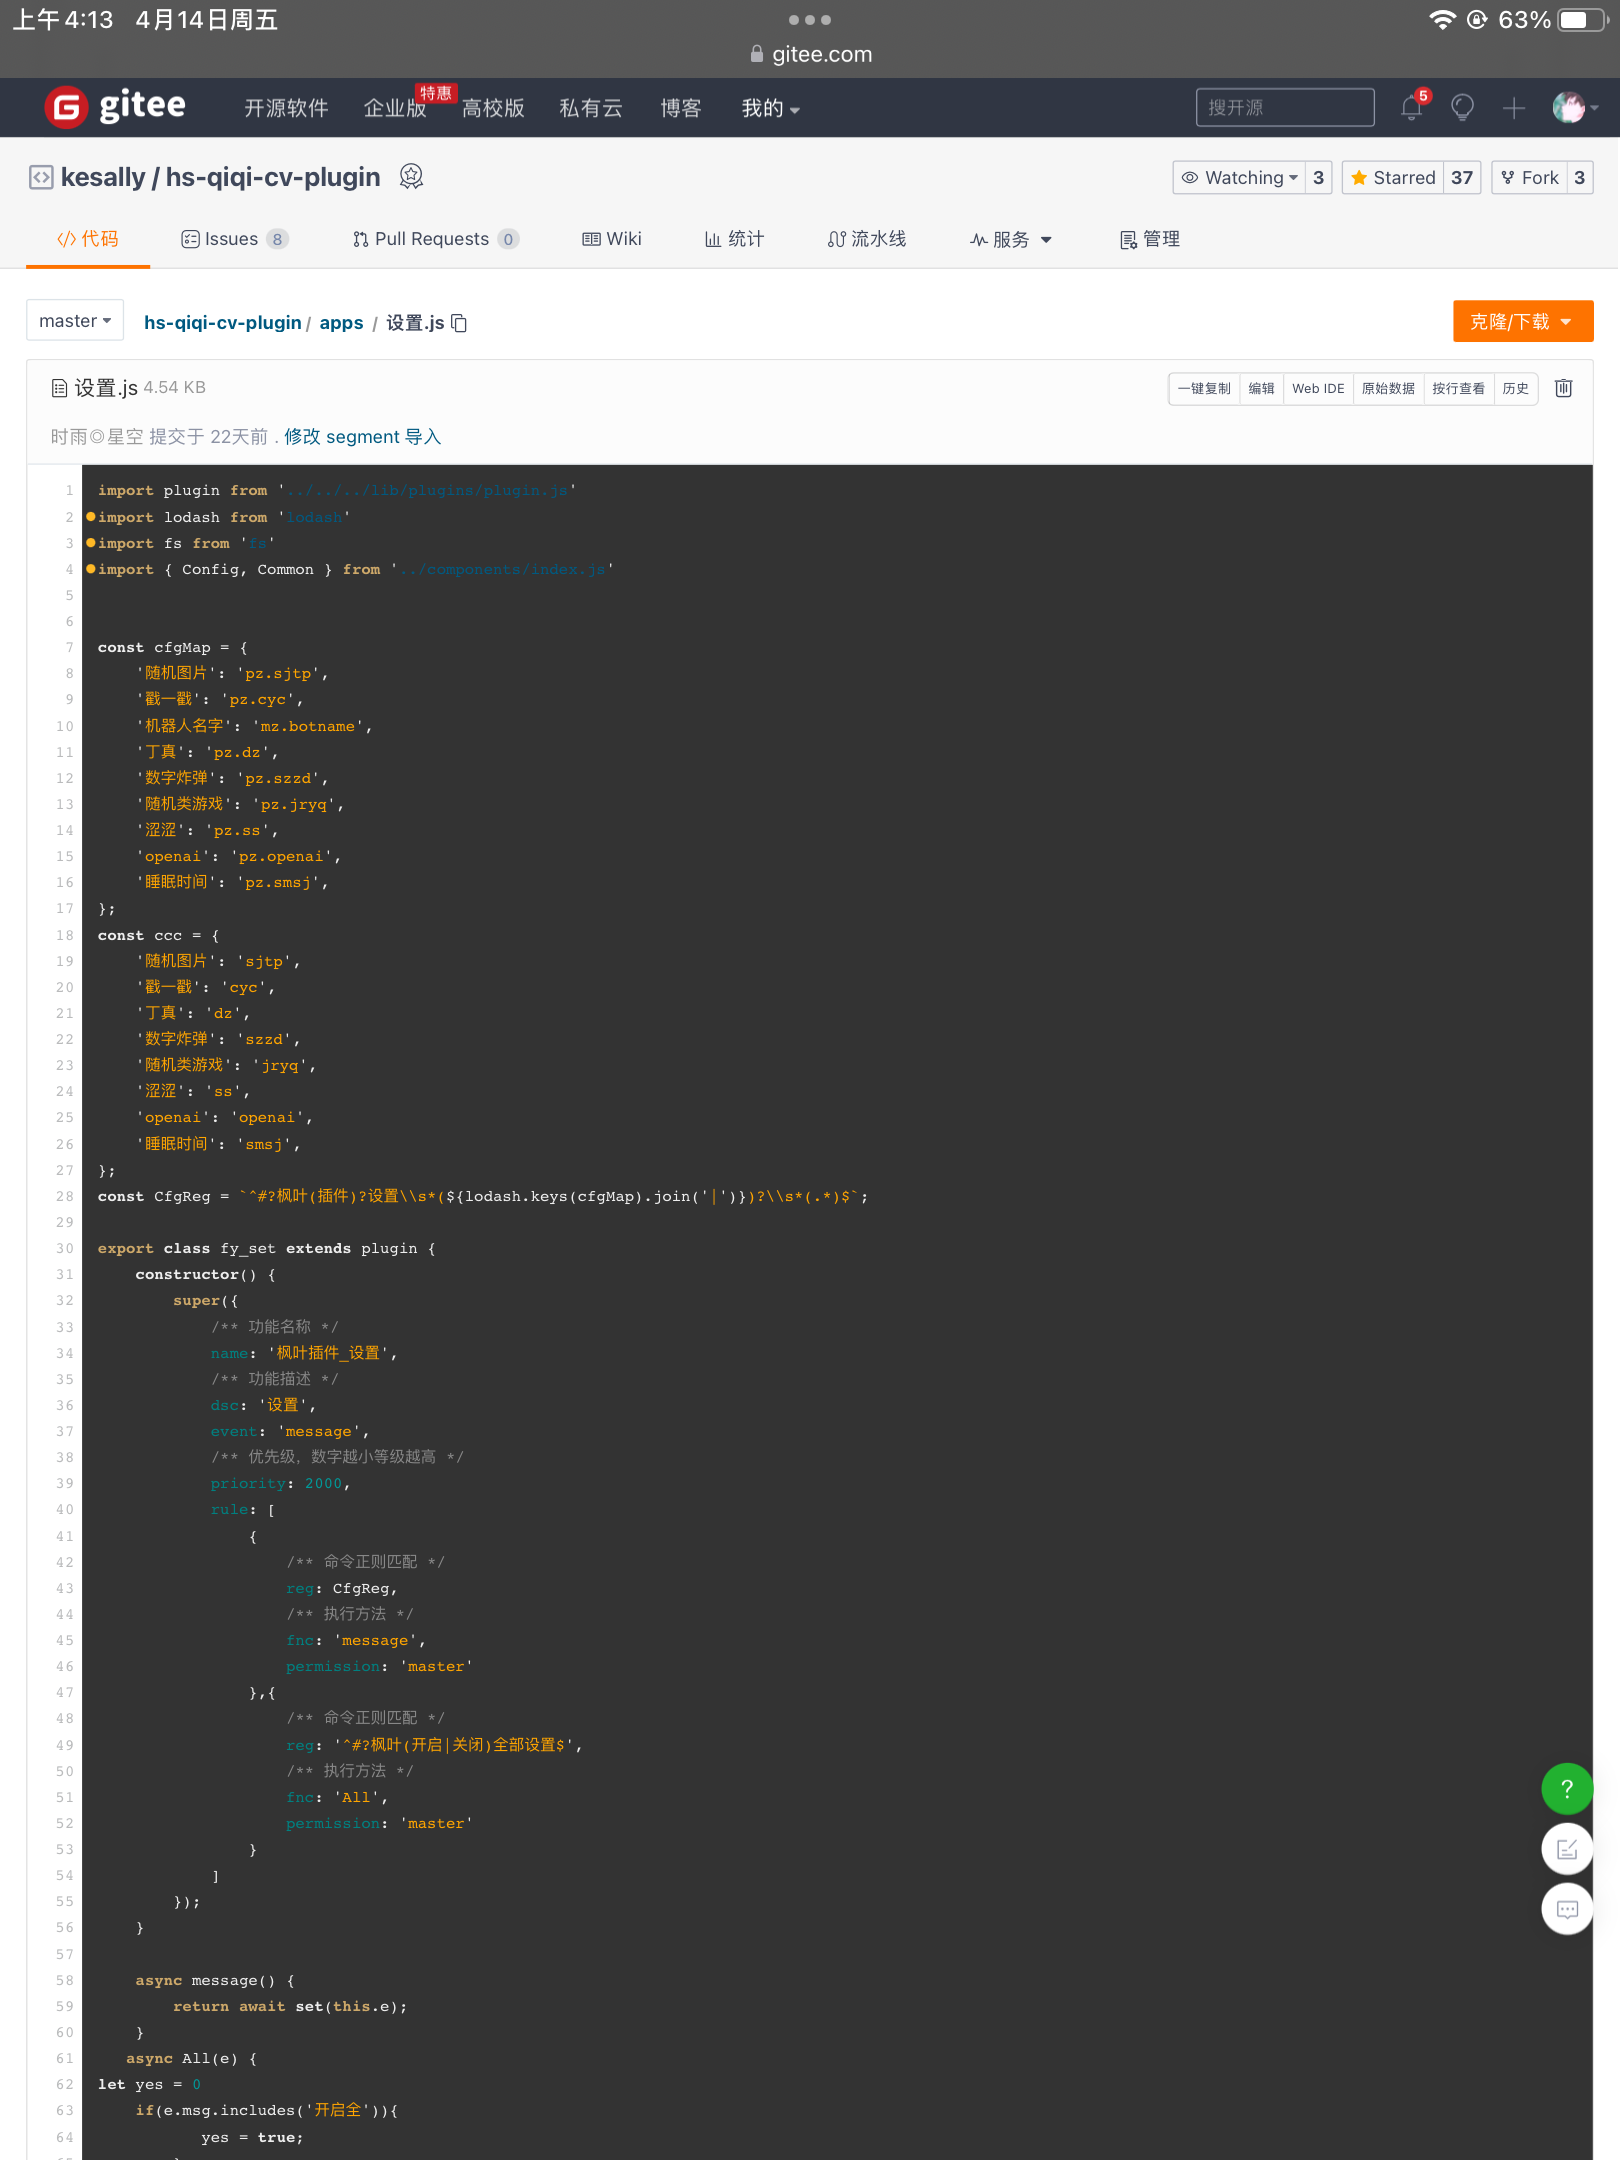 上午4:13 4月14日周五
63%
gitee.com
gitee 开源软件 企业版 特惠 高校版 私有云 博客 我的 搜开源 5
kesally / hs-qiqi-cv-plugin Watching 3 Starred 37 Fork 3
代码 Issues 8 Pull Requests 0 Wiki 统计 流水线 服务 管理
master hs-qiqi-cv-plugin / apps / 设置.js 克隆/下载
设置.js 4.54 KB 一键复制 编辑 Web IDE 原始数据 按行查看 历史
时雨◎星空 提交于 22天前 . 修改 segment 导入
1 import plugin from '../../../lib/plugins/plugin.js'
2 import lodash from 'lodash'
3 import fs from 'fs'
4 import { Config, Common } from '../components/index.js'
5
6
7 const cfgMap = {
8 '随机图片': 'pz.sjtp',
9 '戳一戳': 'pz.cyc',
10 '机器人名字': 'mz.botname',
11 '丁真': 'pz.dz',
12 '数字炸弹': 'pz.szzd',
13 '随机类游戏': 'pz.jryq',
14 '涩涩': 'pz.ss',
15 'openai': 'pz.openai',
16 '睡眠时间': 'pz.smsj',
17 };
18 const ccc = {
19 '随机图片': 'sjtp',
20 '戳一戳': 'cyc',
21 '丁真': 'dz',
22 '数字炸弹': 'szzd',
23 '随机类游戏': 'jryq',
24 '涩涩': 'ss',
25 'openai': 'openai',
26 '睡眠时间': 'smsj',
27 };
28 const CfgReg = `^#?枫叶(插件)?设置\\s*(${lodash.keys(cfgMap).join('|')})?\\s*(.*)$`;
29
30 export class fy_set extends plugin {
31 constructor() {
32 super({
33 /** 功能名称 */
34 name: '枫叶插件_设置',
35 /** 功能描述 */
36 dsc: '设置',
37 event: 'message',
38 /** 优先级，数字越小等级越高 */
39 priority: 2000,
40 rule: [
41 {
42 /** 命令正则匹配 */
43 reg: CfgReg,
44 /** 执行方法 */
45 fnc: 'message',
46 permission: 'master'
47 },{
48 /** 命令正则匹配 */
49 reg: '^#?枫叶(开启|关闭)全部设置$',
50 /** 执行方法 */
51 fnc: 'All',
52 permission: 'master'
53 }
54 ]
55 });
56 }
57
58 async message() {
59 return await set(this.e);
60 }
61 async All(e) {
62 let yes = 0
63 if(e.msg.includes('开启全')){
64 yes = true;
?